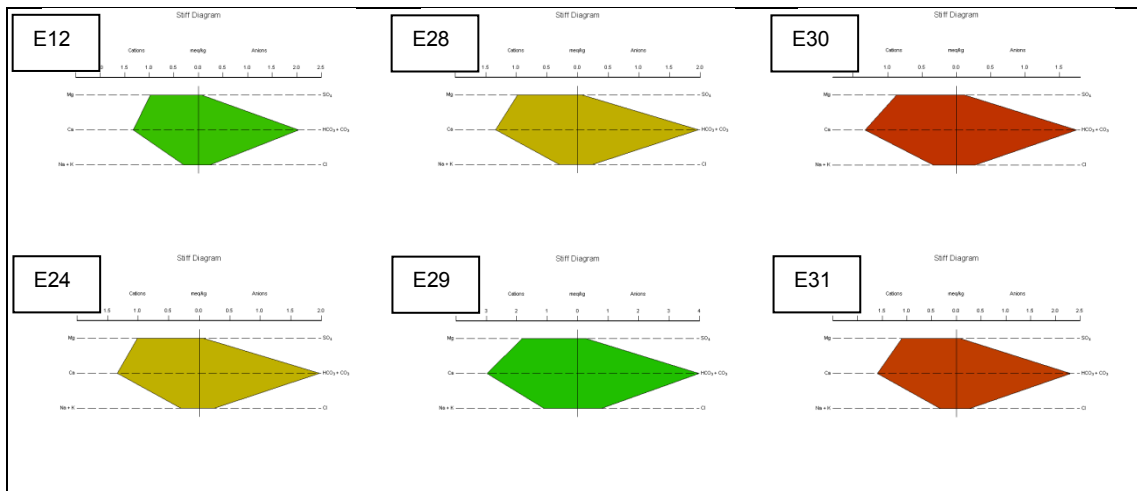 Stiff Diagram
E12
Cations meq/kg Anions
1.5 1.0 0.5 0.0 0.5 1.0 1.5 2.0 2.5
Mg SO₄
Ca HCO₃ + CO₃
Na + K Cl
Stiff Diagram
E28
Cations meq/kg Anions
1.5 1.0 0.5 0.0 0.5 1.0 1.5 2.0
Mg SO₄
Ca HCO₃ + CO₃
Na + K Cl
Stiff Diagram
E30
Cations meq/kg Anions
1.0 0.5 0.0 0.5 1.0 1.5
Mg SO₄
Ca HCO₃ + CO₃
Na + K Cl
Stiff Diagram
E24
Cations meq/kg Anions
1.5 1.0 0.5 0.0 0.5 1.0 1.5 2.0
Mg SO₄
Ca HCO₃ + CO₃
Na + K Cl
Stiff Diagram
E29
Cations meq/kg Anions
3 2 1 0 1 2 3 4
Mg SO₄
Ca HCO₃ + CO₃
Na + K Cl
Stiff Diagram
E31
Cations meq/kg Anions
1.5 1.0 0.5 0.0 0.5 1.0 1.5 2.0 2.5
Mg SO₄
Ca HCO₃ + CO₃
Na + K Cl